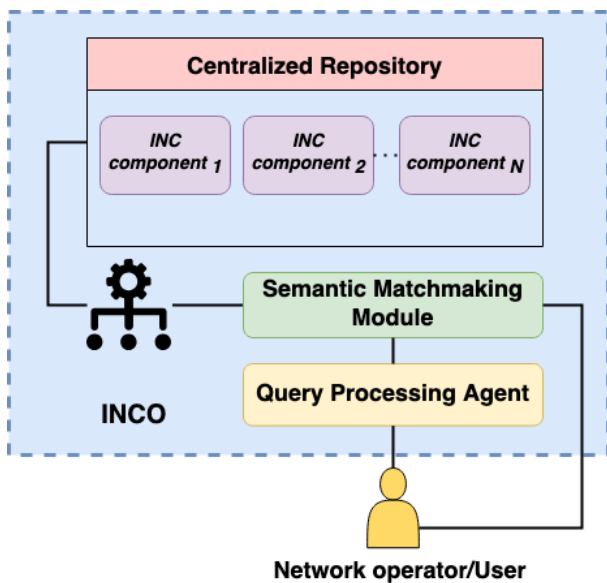 Centralized Repository
INC INC INC
component 1 component 2 ... component N
Semantic Matchmaking
Module
Query Processing Agent
INCO
Network operator/User